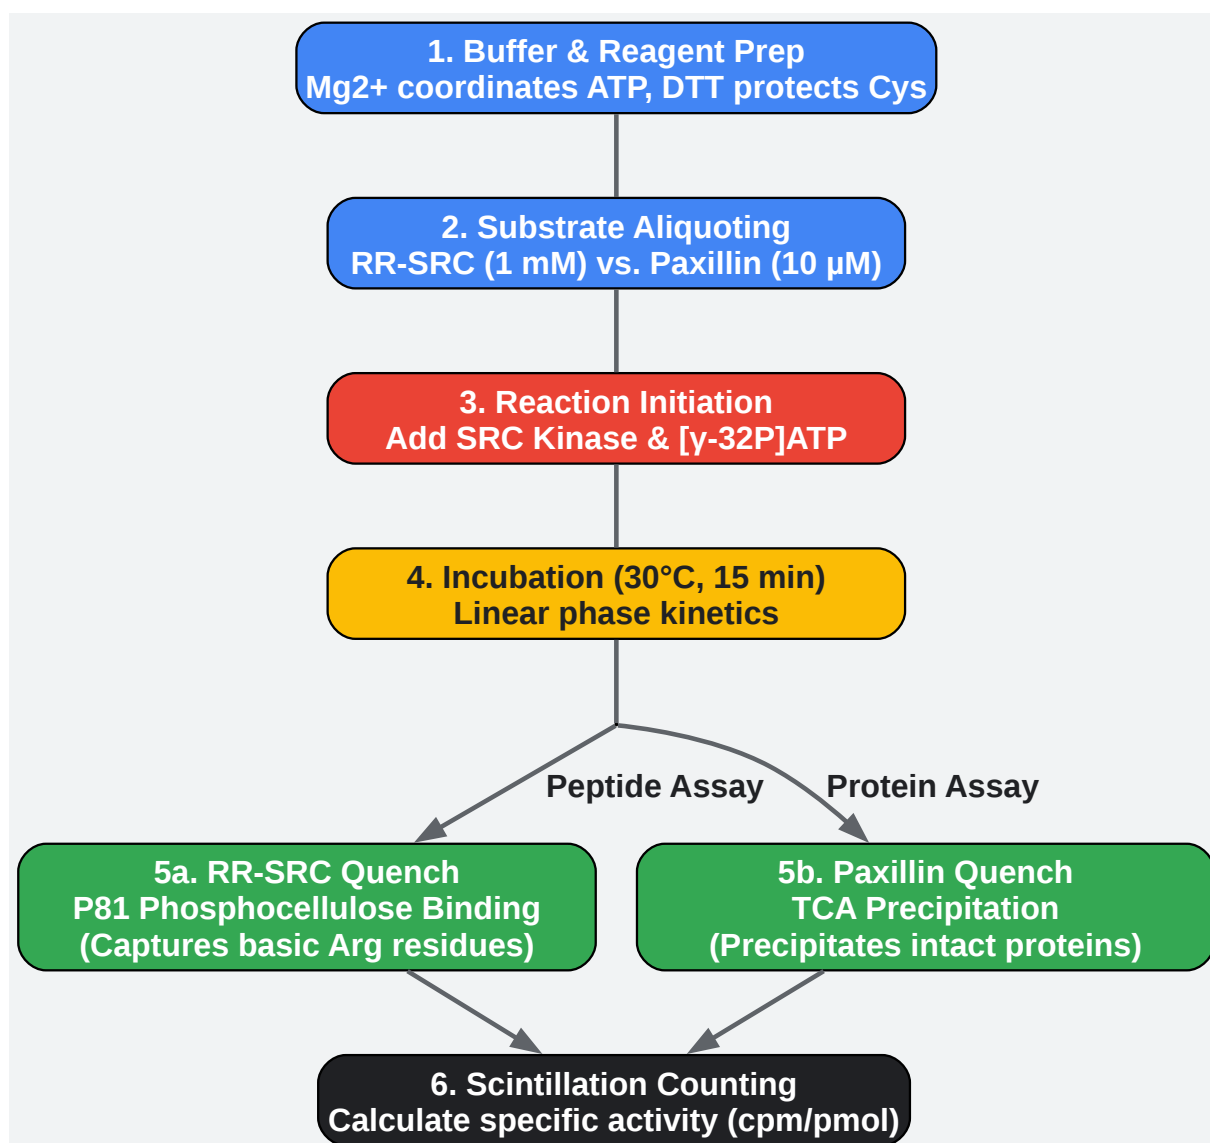 1. Buffer & Reagent Prep
Mg2+ coordinates ATP, DTT protects Cys
2. Substrate Aliquoting
RR-SRC (1 mM) vs. Paxillin (10 µM)
3. Reaction Initiation
Add SRC Kinase & [γ-32P]ATP
4. Incubation (30°C, 15 min)
Linear phase kinetics
Peptide Assay
Protein Assay
5a. RR-SRC Quench
P81 Phosphocellulose Binding
(Captures basic Arg residues)
5b. Paxillin Quench
TCA Precipitation
(Precipitates intact proteins)
6. Scintillation Counting
Calculate specific activity (cpm/pmol)